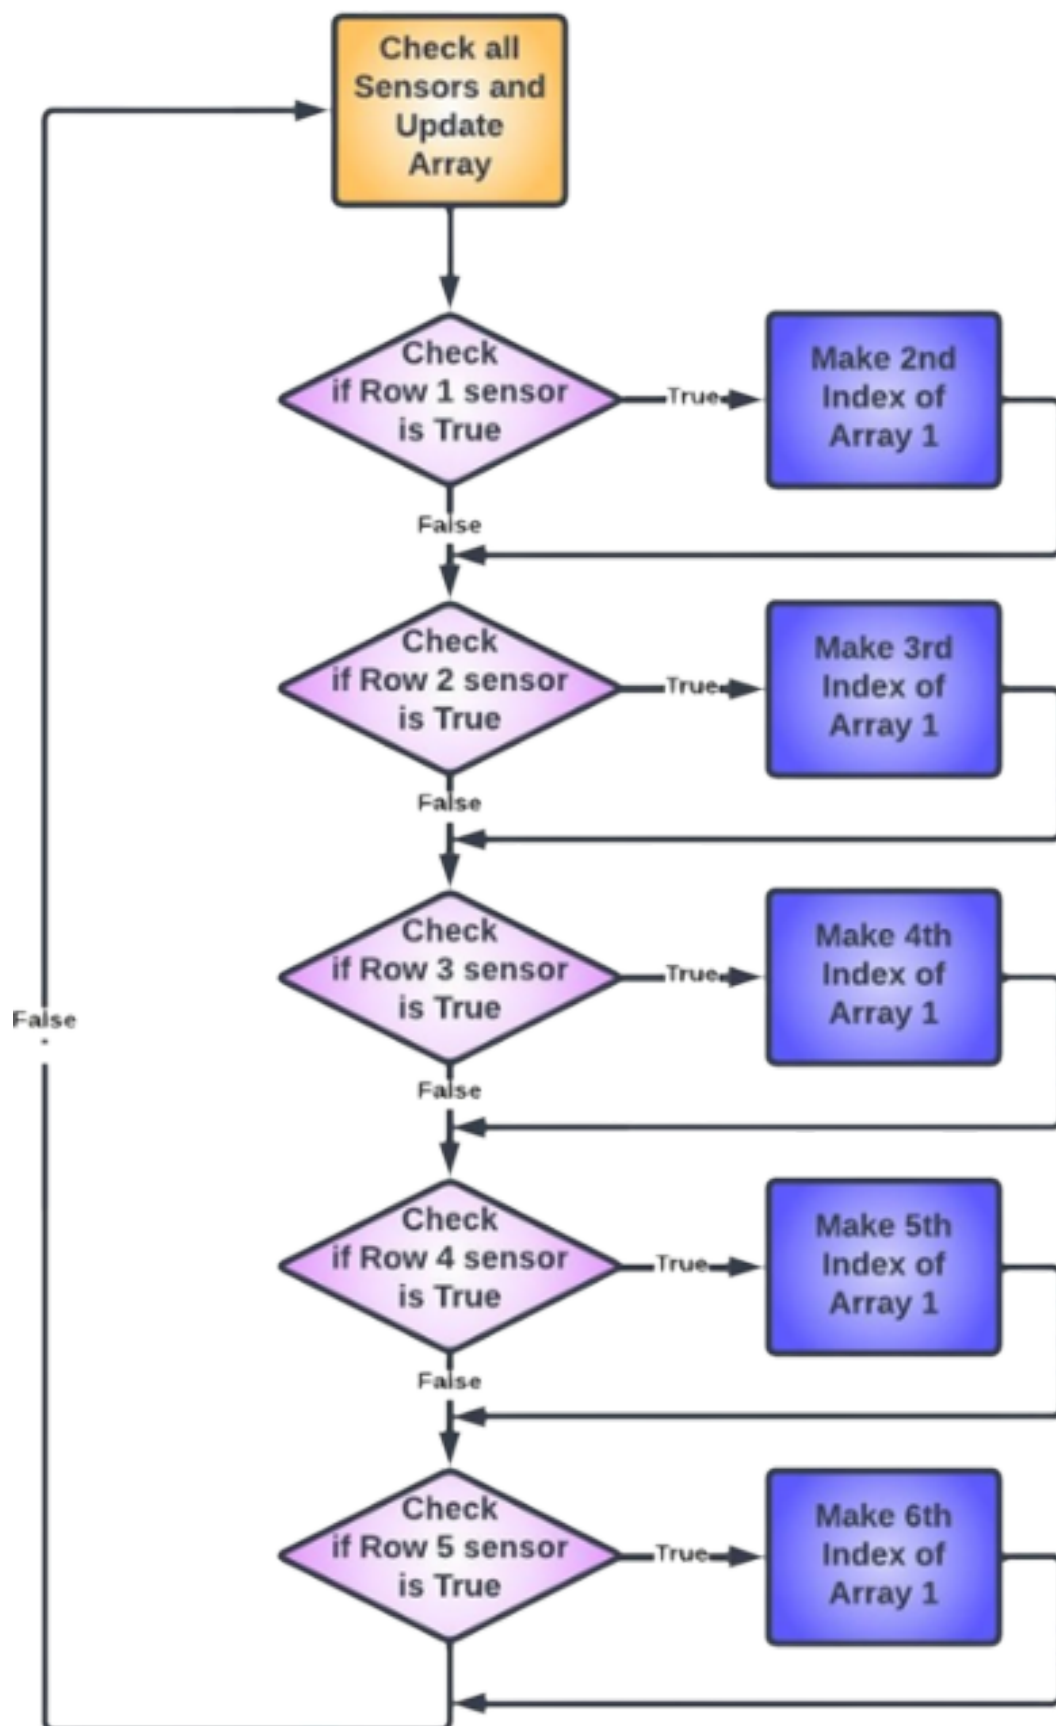 Check all
Sensors and
Update
Array
Check
if Row 1 sensor
is True
True
Make 2nd
Index of
Array 1
False
Check
if Row 2 sensor
is True
True
Make 3rd
Index of
Array 1
False
Check
if Row 3 sensor
is True
True
Make 4th
Index of
Array 1
False
False
Check
if Row 4 sensor
is True
True
Make 5th
Index of
Array 1
False
Check
if Row 5 sensor
is True
True
Make 6th
Index of
Array 1